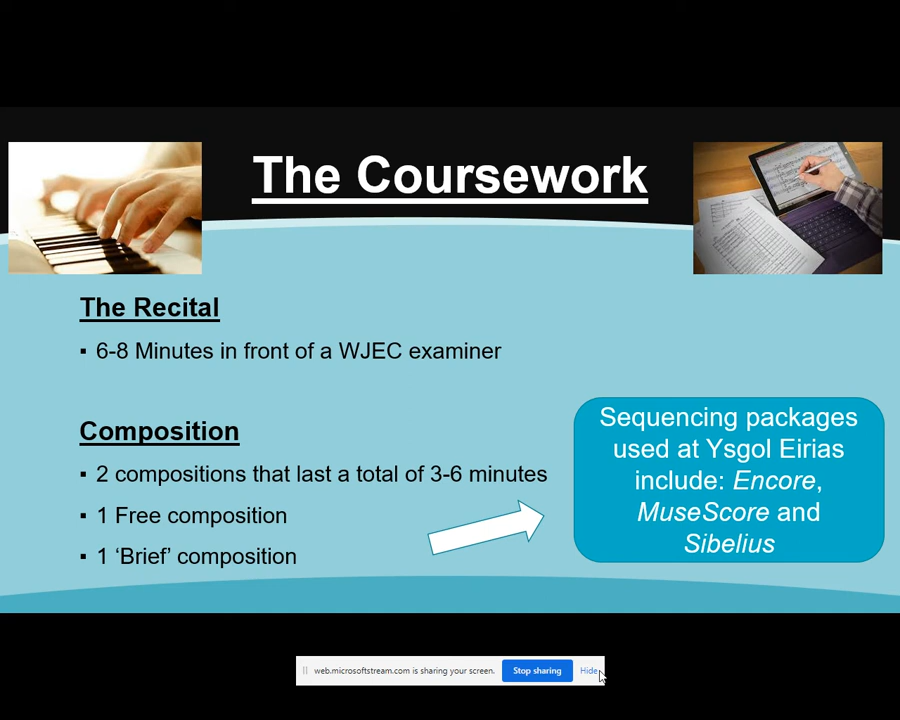 The Coursework
The Recital
▪ 6-8 Minutes in front of a WJEC examiner
Composition
▪ 2 compositions that last a total of 3-6 minutes
▪ 1 Free composition
▪ 1 ‘Brief’ composition
Sequencing packages
used at Ysgol Eirias
include: Encore,
MuseScore and
Sibelius
web.microsoftstream.com is sharing your screen.
Stop sharing
Hide